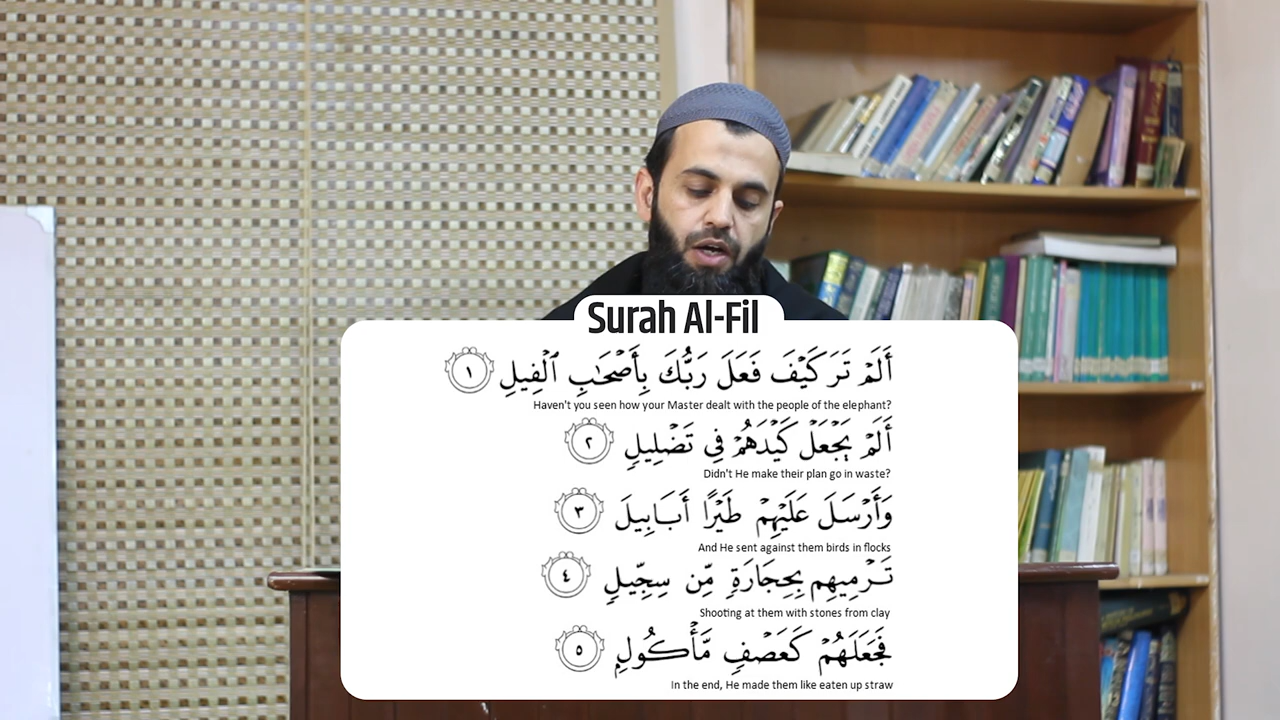 Surah Al-Fil
أَلَمْ تَرَ كَيْفَ فَعَلَ رَبُّكَ بِأَصْحَٰبِ ٱلْفِيلِ ١
Haven't you seen how your Master dealt with the people of the elephant?
أَلَمْ يَجْعَلْ كَيْدَهُمْ فِى تَضْلِيلٍ ٢
Didn't He make their plan go in waste?
وَأَرْسَلَ عَلَيْهِمْ طَيْرًا أَبَابِيلَ ٣
And He sent against them birds in flocks
تَرْمِيهِم بِحِجَارَةٍ مِّن سِجِّيلٍ ٤
Shooting at them with stones from clay
فَجَعَلَهُمْ كَعَصْفٍ مَّأْكُولٍۭ ٥
In the end, He made them like eaten up straw